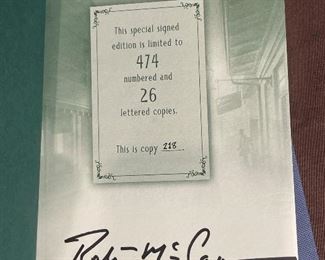 This special signed
edition is limited to
474
numbered and
26
lettered copies.
This is copy 218